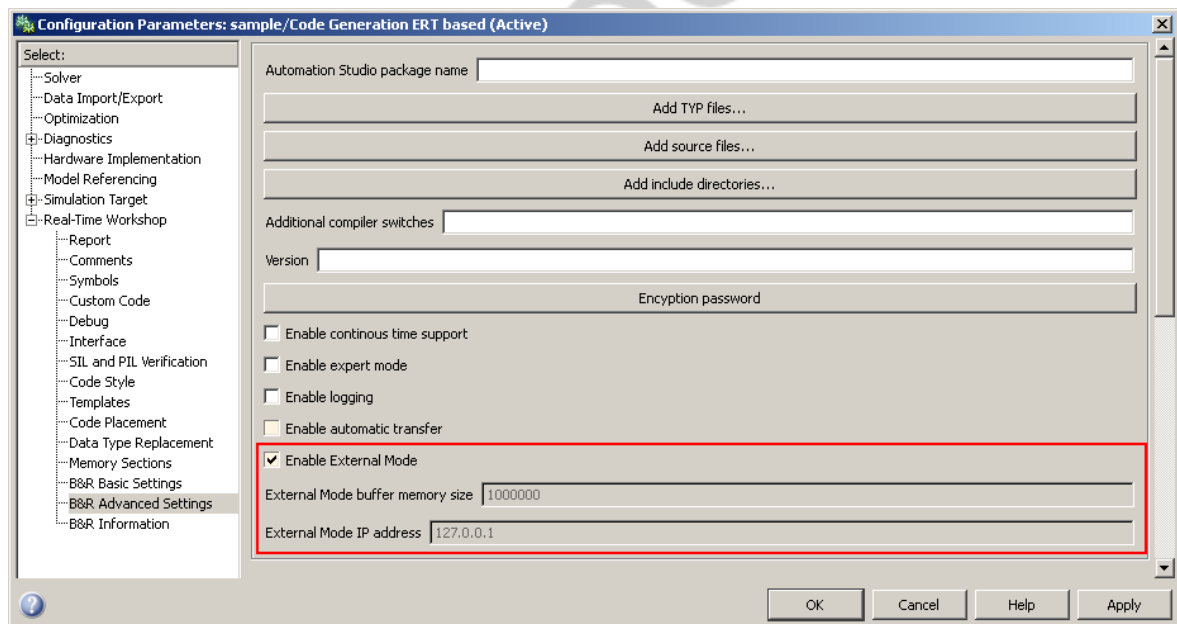 Configuration Parameters: sample/Code Generation ERT based (Active)
Select:
Solver
Data Import/Export
Optimization
Diagnostics
Hardware Implementation
Model Referencing
Simulation Target
Real-Time Workshop
Report
Comments
Symbols
Custom Code
Debug
Interface
SIL and PIL Verification
Code Style
Templates
Code Placement
Data Type Replacement
Memory Sections
B&R Basic Settings
B&R Advanced Settings
B&R Information
Automation Studio package name
Add TYP files...
Add source files...
Add include directories...
Additional compiler switches
Version
Encyption password
Enable continous time support
Enable expert mode
Enable logging
Enable automatic transfer
Enable External Mode
External Mode buffer memory size 1000000
External Mode IP address 127.0.0.1
OK Cancel Help Apply